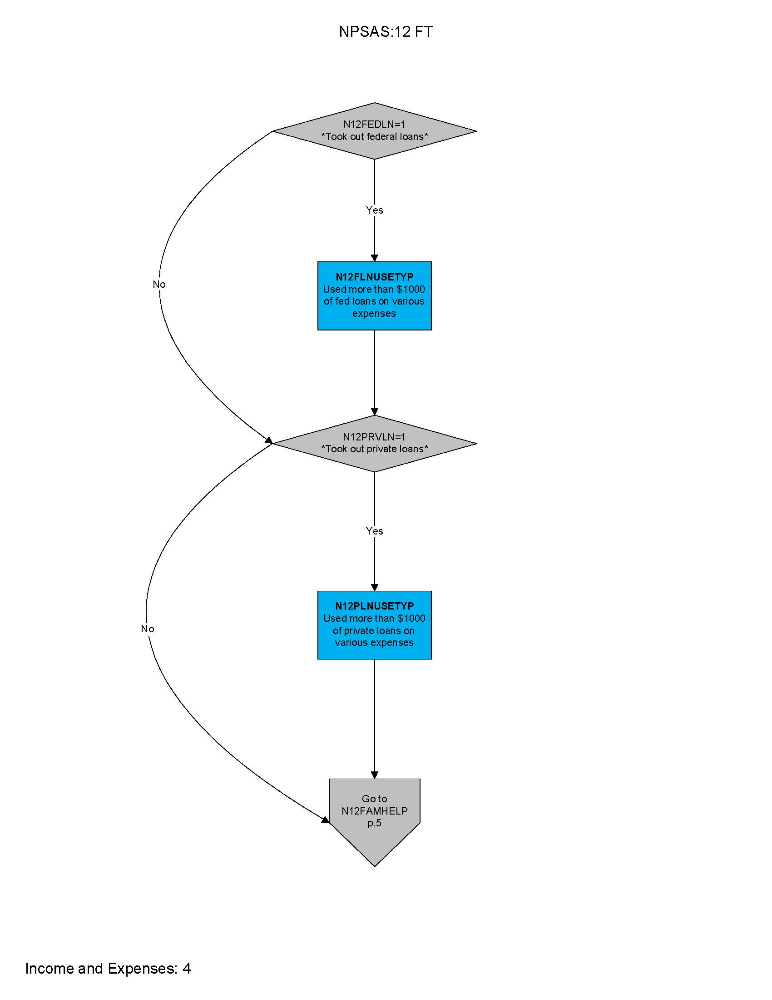 NPSAS:12 FT
N12FEDLN=1
*Took out federal loans*
Yes
N12FLNUSETYP
Used more than $1000
of fed loans on various
expenses
No
N12PRVLN=1
*Took out private loans*
Yes
N12PLNUSETYP
Used more than $1000
of private loans on
various expenses
No
Go to
N12FAMHELP
p.5
Income and Expenses: 4